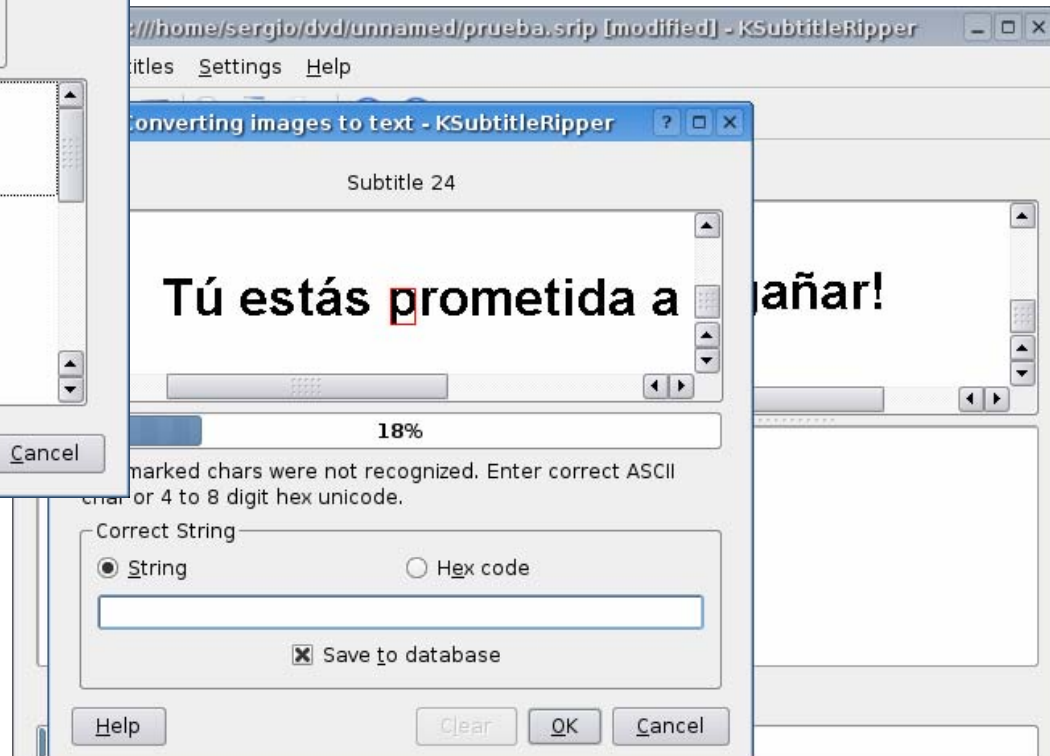 :///home/sergio/dvd/unnamed/prueba.srip [modified] - KSubtitleRipper
Settings Help
Converting images to text - KSubtitleRipper
Subtitle 24
Tú estás prometida a
añar!
18%
Cancel
marked chars were not recognized. Enter correct ASCII
char or 4 to 8 digit hex unicode.
Correct String
String Hex code
Save to database
Help Clear OK Cancel